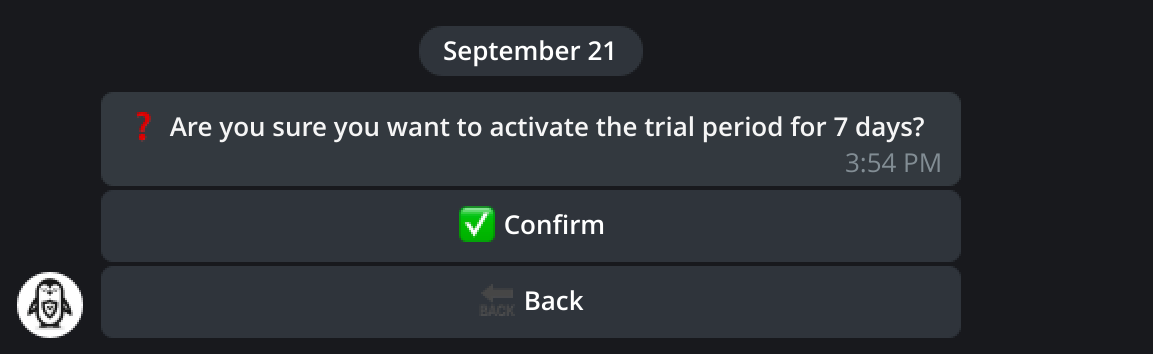 September 21
❓ Are you sure you want to activate the trial period for 7 days?
3:54 PM
✅ Confirm
🔙 Back